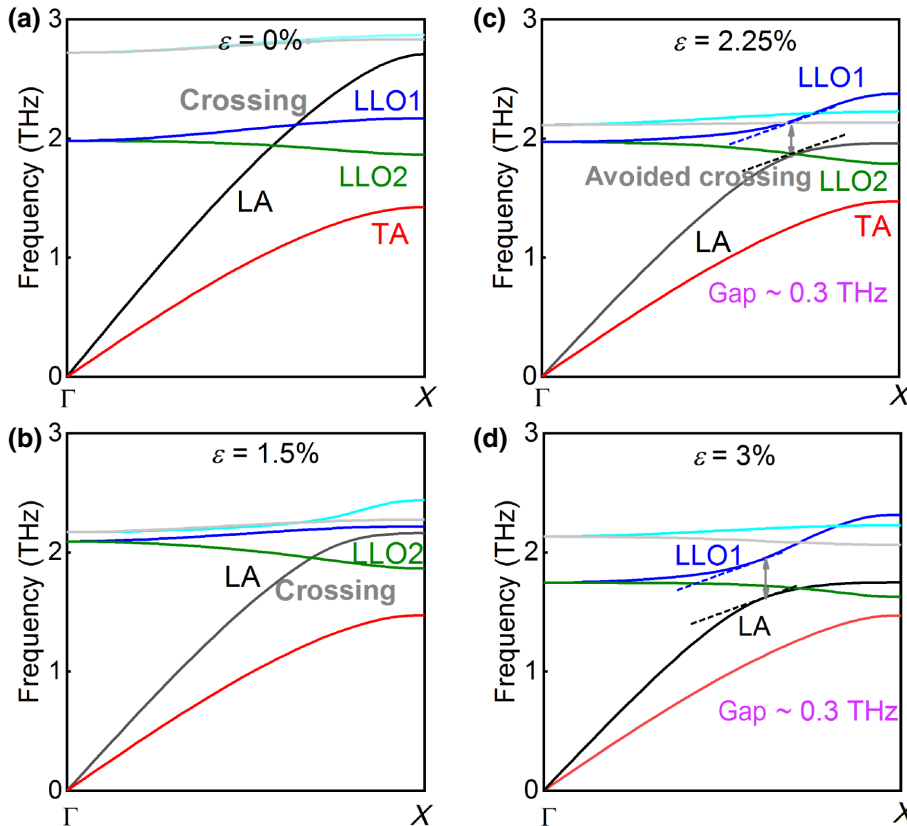 (a)
3
ε = 0%
Crossing
LLO1
2
LLO2
LA
TA
1
0
Frequency (THz)
Γ
X
(c)
3
ε = 2.25%
LLO1
2
Avoided crossing
LLO2
LA
TA
1
Gap ~ 0.3 THz
0
Frequency (THz)
Γ
X
(b)
3
ε = 1.5%
2
LLO2
LA
Crossing
1
0
Frequency (THz)
Γ
X
(d)
3
ε = 3%
LLO1
2
LA
1
Gap ~ 0.3 THz
0
Frequency (THz)
Γ
X